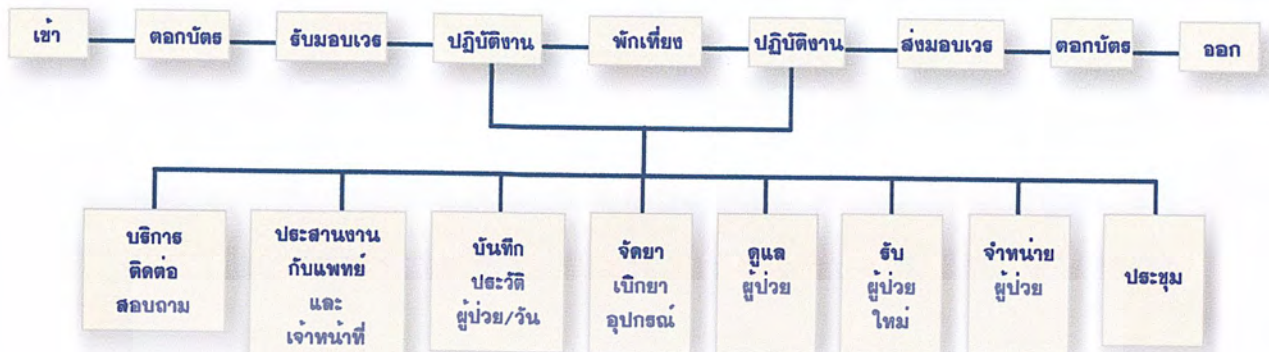 เข้า
ตอกบัตร
รับมอบเวร
ปฏิบัติงาน
พักเที่ยง
ปฏิบัติงาน
ส่งมอบเวร
ตอกบัตร
ออก
บริการ
ติดต่อ
สอบถาม
ประสานงาน
กับแพทย์
และ
เจ้าหน้าที่
บันทึก
ประวัติ
ผู้ป่วย/วัน
จัดยา
เบิกยา
อุปกรณ์
ดูแล
ผู้ป่วย
รับ
ผู้ป่วย
ใหม่
จำหน่าย
ผู้ป่วย
ประชุม